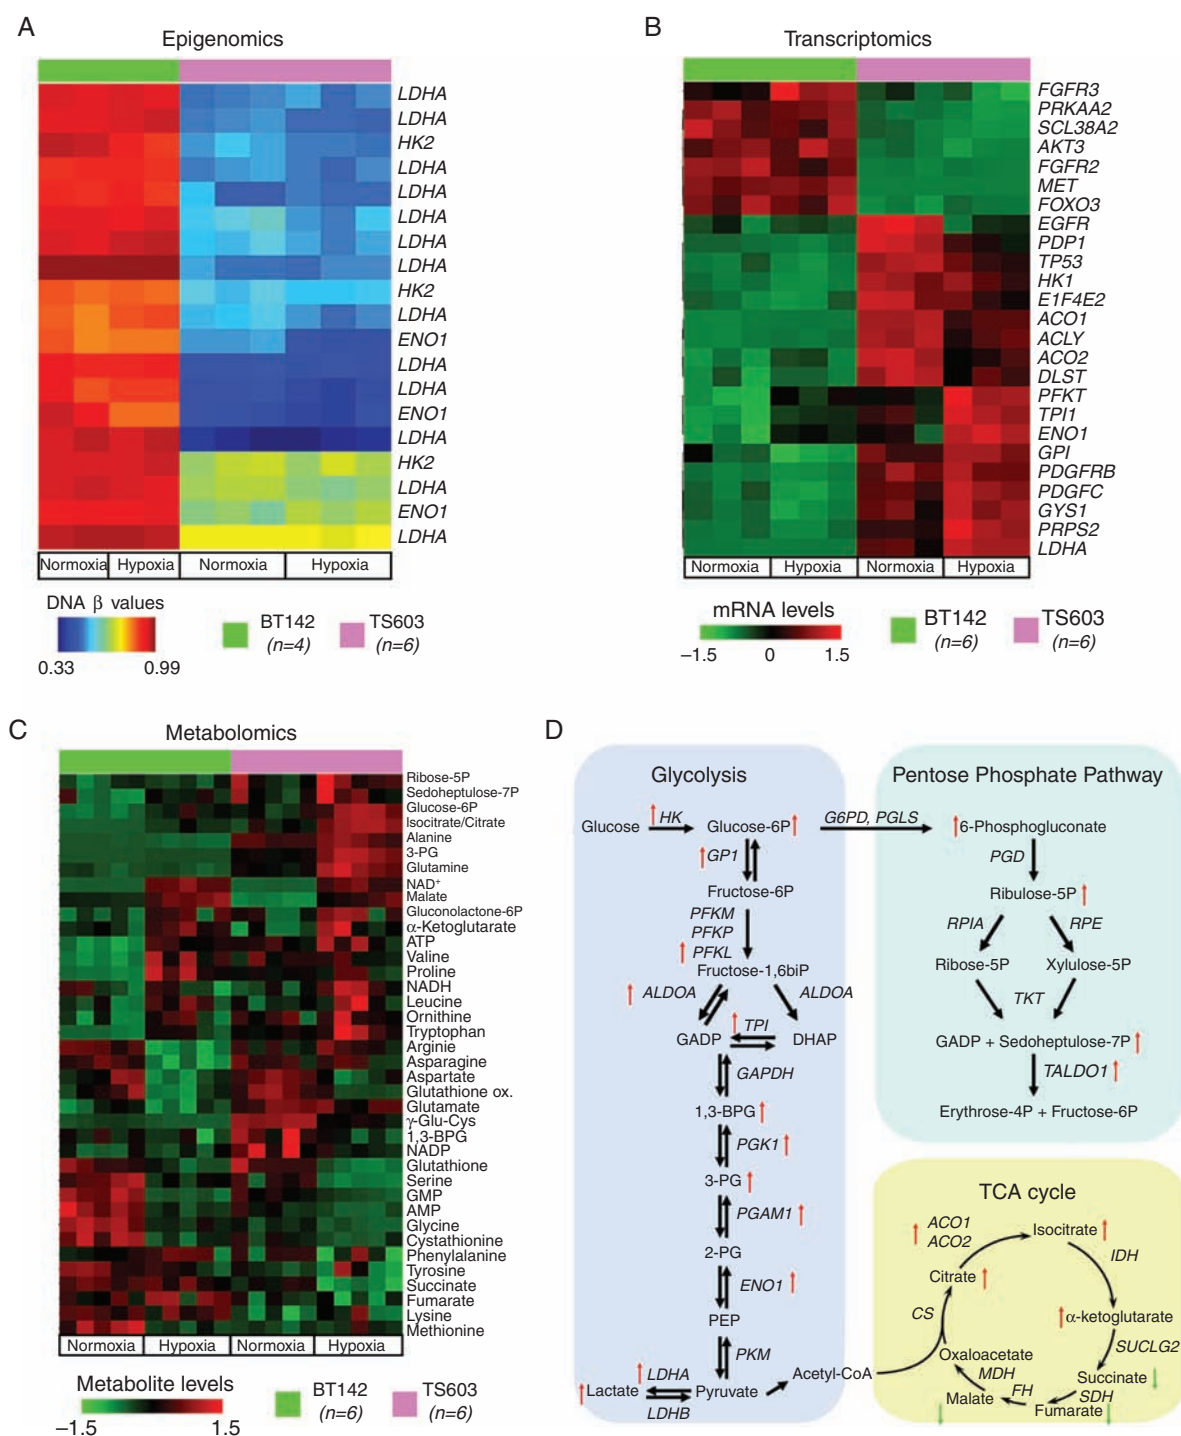 A
Epigenomics
LDHA
LDHA
HK2
LDHA
LDHA
LDHA
LDHA
LDHA
HK2
LDHA
ENO1
LDHA
LDHA
ENO1
LDHA
HK2
LDHA
ENO1
LDHA
Normoxia Hypoxia Normoxia Hypoxia
DNA β values
0.33 0.99
BT142 (n=4)
TS603 (n=6)
B
Transcriptomics
FGFR3
PRKAA2
SCL38A2
AKT3
FGFR2
MET
FOXO3
EGFR
PDP1
TP53
HK1
E1F4E2
ACO1
ACLY
ACO2
DLST
PFKT
TPI1
ENO1
GPI
PDGFRB
PDGFC
GYS1
PRPS2
LDHA
Normoxia Hypoxia Normoxia Hypoxia
mRNA levels
−1.5 0 1.5
BT142 (n=6)
TS603 (n=6)
C
Metabolomics
Ribose-5P
Sedoheptulose-7P
Glucose-6P
Isocitrate/Citrate
Alanine
3-PG
Glutamine
NAD+
Malate
Gluconolactone-6P
α-Ketoglutarate
ATP
Valine
Proline
NADH
Leucine
Ornithine
Tryptophan
Arginie
Asparagine
Aspartate
Glutathione ox.
Glutamate
γ-Glu-Cys
1,3-BPG
NADP
Glutathione
Serine
GMP
AMP
Glycine
Cystathionine
Phenylalanine
Tyrosine
Succinate
Fumarate
Lysine
Methionine
Normoxia Hypoxia Normoxia Hypoxia
Metabolite levels
−1.5 1.5
BT142 (n=6)
TS603 (n=6)
D
Glycolysis
Glucose HK Glucose-6P
GP1
Fructose-6P
PFKM
PFKP
PFKL
Fructose-1,6biP
ALDOA ALDOA
GADP TPI DHAP
GAPDH
1,3-BPG
PGK1
3-PG
PGAM1
2-PG
ENO1
PEP
PKM
Lactate LDHA LDHB Pyruvate
Acetyl-CoA
Pentose Phosphate Pathway
G6PD, PGLS 6-Phosphogluconate
PGD
Ribulose-5P
RPIA RPE
Ribose-5P Xylulose-5P
TKT
GADP + Sedoheptulose-7P
TALDO1
Erythrose-4P + Fructose-6P
TCA cycle
ACO1
ACO2
Isocitrate
IDH
Citrate
CS
α-ketoglutarate
SUCLG2
Oxaloacetate
MDH
Succinate
SDH
FH
Malate
Fumarate